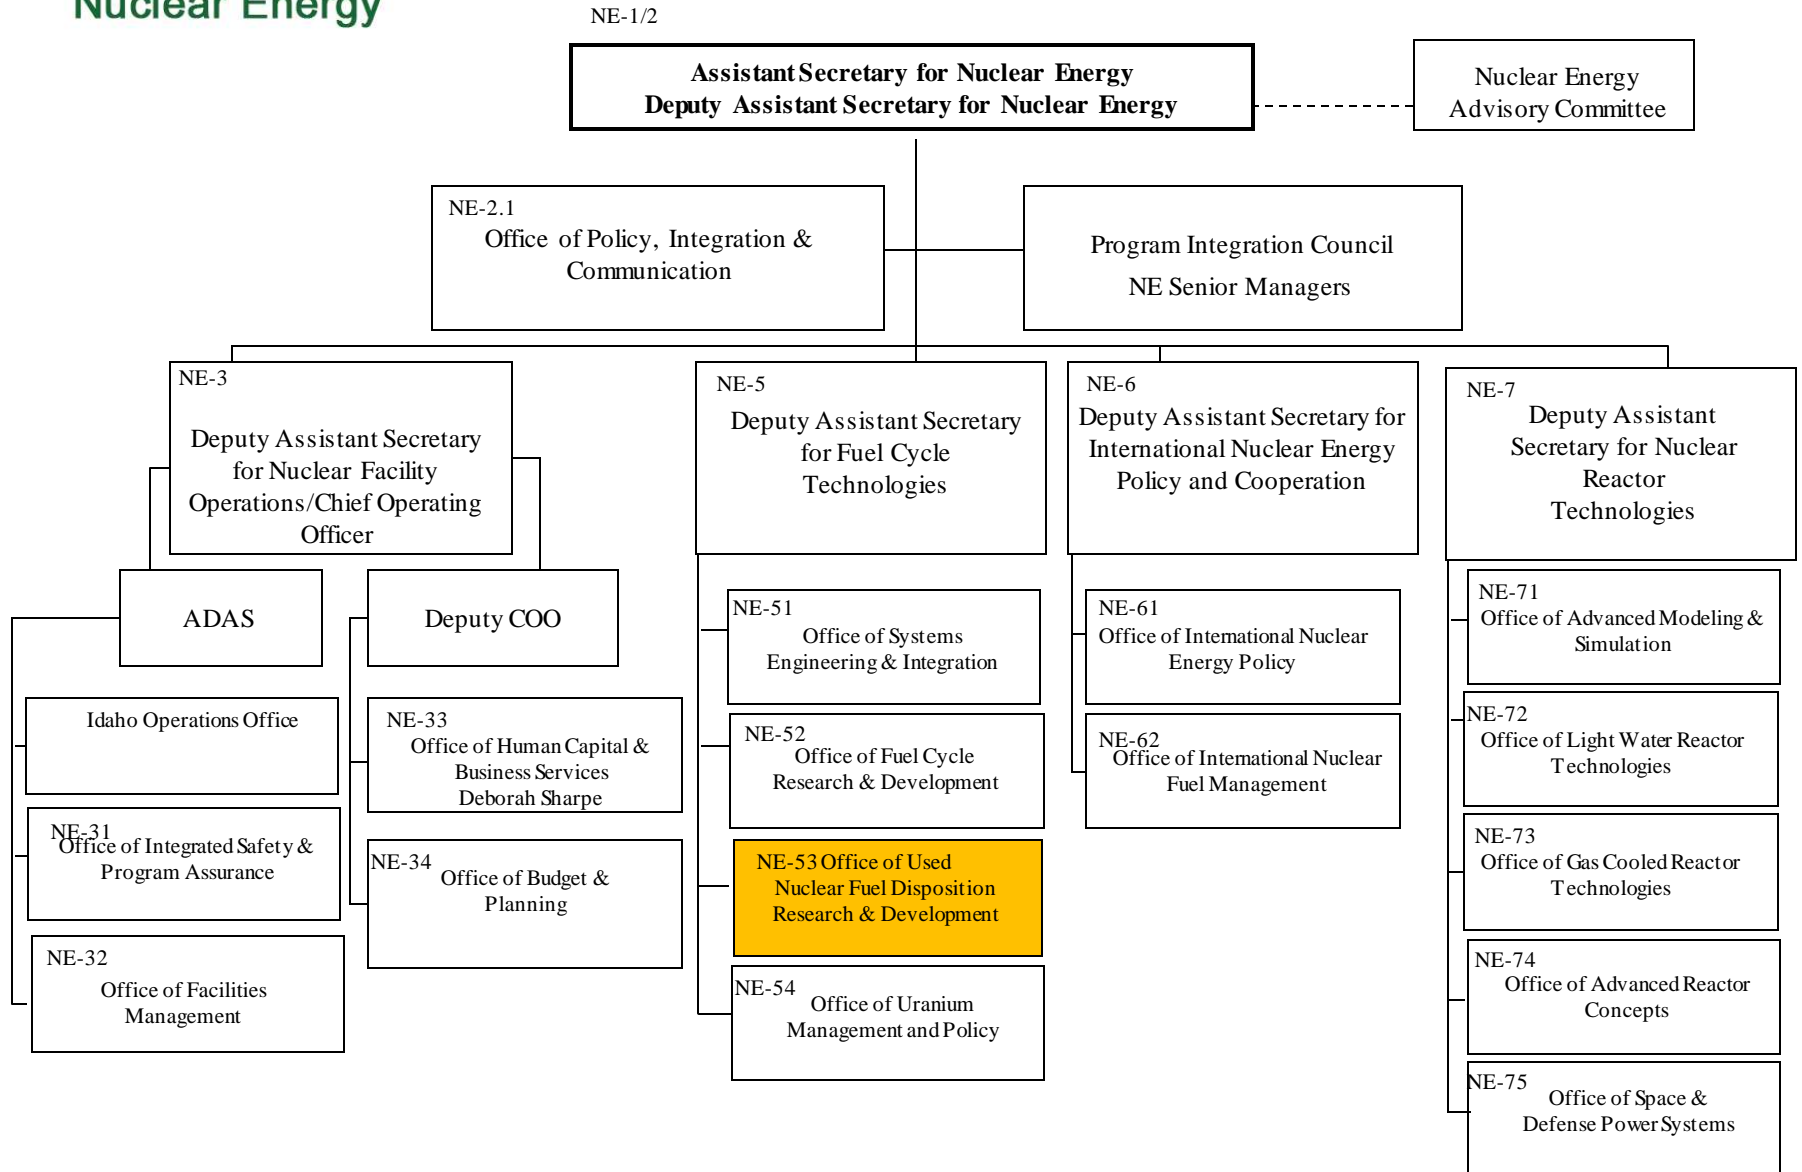 Nuclear Energy
NE-1/2
Assistant Secretary for Nuclear Energy
Deputy Assistant Secretary for Nuclear Energy
Nuclear Energy
Advisory Committee
NE-2.1
Office of Policy, Integration &
Communication
Program Integration Council
NE Senior Managers
NE-3
Deputy Assistant Secretary
for Nuclear Facility
Operations/Chief Operating
Officer
NE-5
Deputy Assistant Secretary
for Fuel Cycle
Technologies
NE-6
Deputy Assistant Secretary for
International Nuclear Energy
Policy and Cooperation
NE-7
Deputy Assistant
Secretary for Nuclear
Reactor
Technologies
ADAS
Deputy COO
Idaho Operations Office
NE-31
Office of Integrated Safety &
Program Assurance
NE-32
Office of Facilities
Management
NE-33
Office of Human Capital &
Business Services
Deborah Sharpe
NE-34
Office of Budget &
Planning
NE-51
Office of Systems
Engineering & Integration
NE-52
Office of Fuel Cycle
Research & Development
NE-53 Office of Used
Nuclear Fuel Disposition
Research & Development
NE-54
Office of Uranium
Management and Policy
NE-61
Office of International Nuclear
Energy Policy
NE-62
Office of International Nuclear
Fuel Management
NE-71
Office of Advanced Modeling &
Simulation
NE-72
Office of Light Water Reactor
Technologies
NE-73
Office of Gas Cooled Reactor
Technologies
NE-74
Office of Advanced Reactor
Concepts
NE-75
Office of Space &
Defense Power Systems